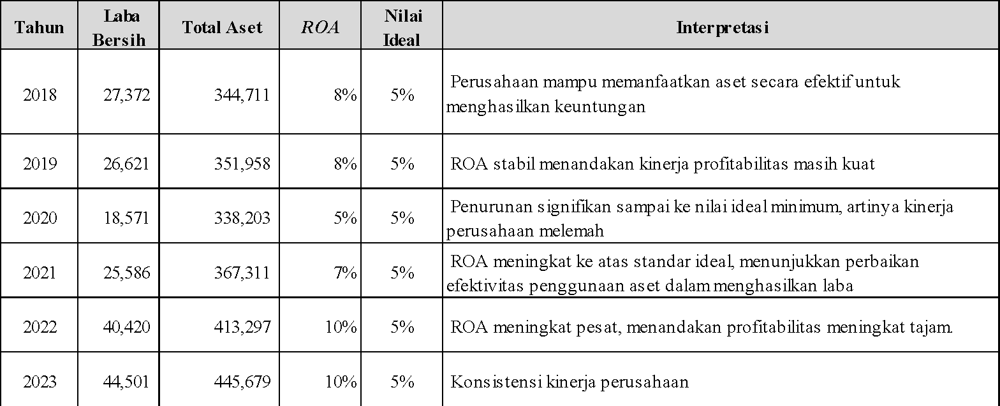 Tahun Laba Bersih Total Aset ROA Nilai Ideal Interpretasi
2018 27,372 344,711 8% 5% Perusahaan mampu memanfaatkan aset secara efektif untuk
menghasilkan keuntungan
2019 26,621 351,958 8% 5% ROA stabil menandakan kinerja profitabilitas masih kuat
2020 18,571 338,203 5% 5% Penurunan signifikan sampai ke nilai ideal minimum, artinya kinerja
perusahaan melemah
2021 25,586 367,311 7% 5% ROA meningkat ke atas standar ideal, menunjukkan perbaikan
efektivitas penggunaan aset dalam menghasilkan laba
2022 40,420 413,297 10% 5% ROA meningkat pesat, menandakan profitabilitas meningkat tajam.
2023 44,501 445,679 10% 5% Konsistensi kinerja perusahaan